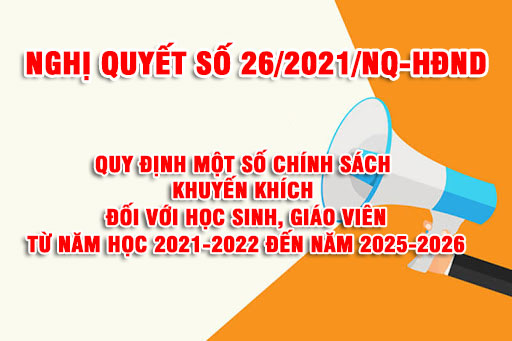 NGHỊ QUYẾT SỐ 26/2021/NQ-HĐND
QUY ĐỊNH MỘT SỐ CHÍNH SÁCH
KHUYẾN KHÍCH
ĐỐI VỚI HỌC SINH, GIÁO VIÊN
TỪ NĂM HỌC 2021-2022 ĐẾN NĂM 2025-2026